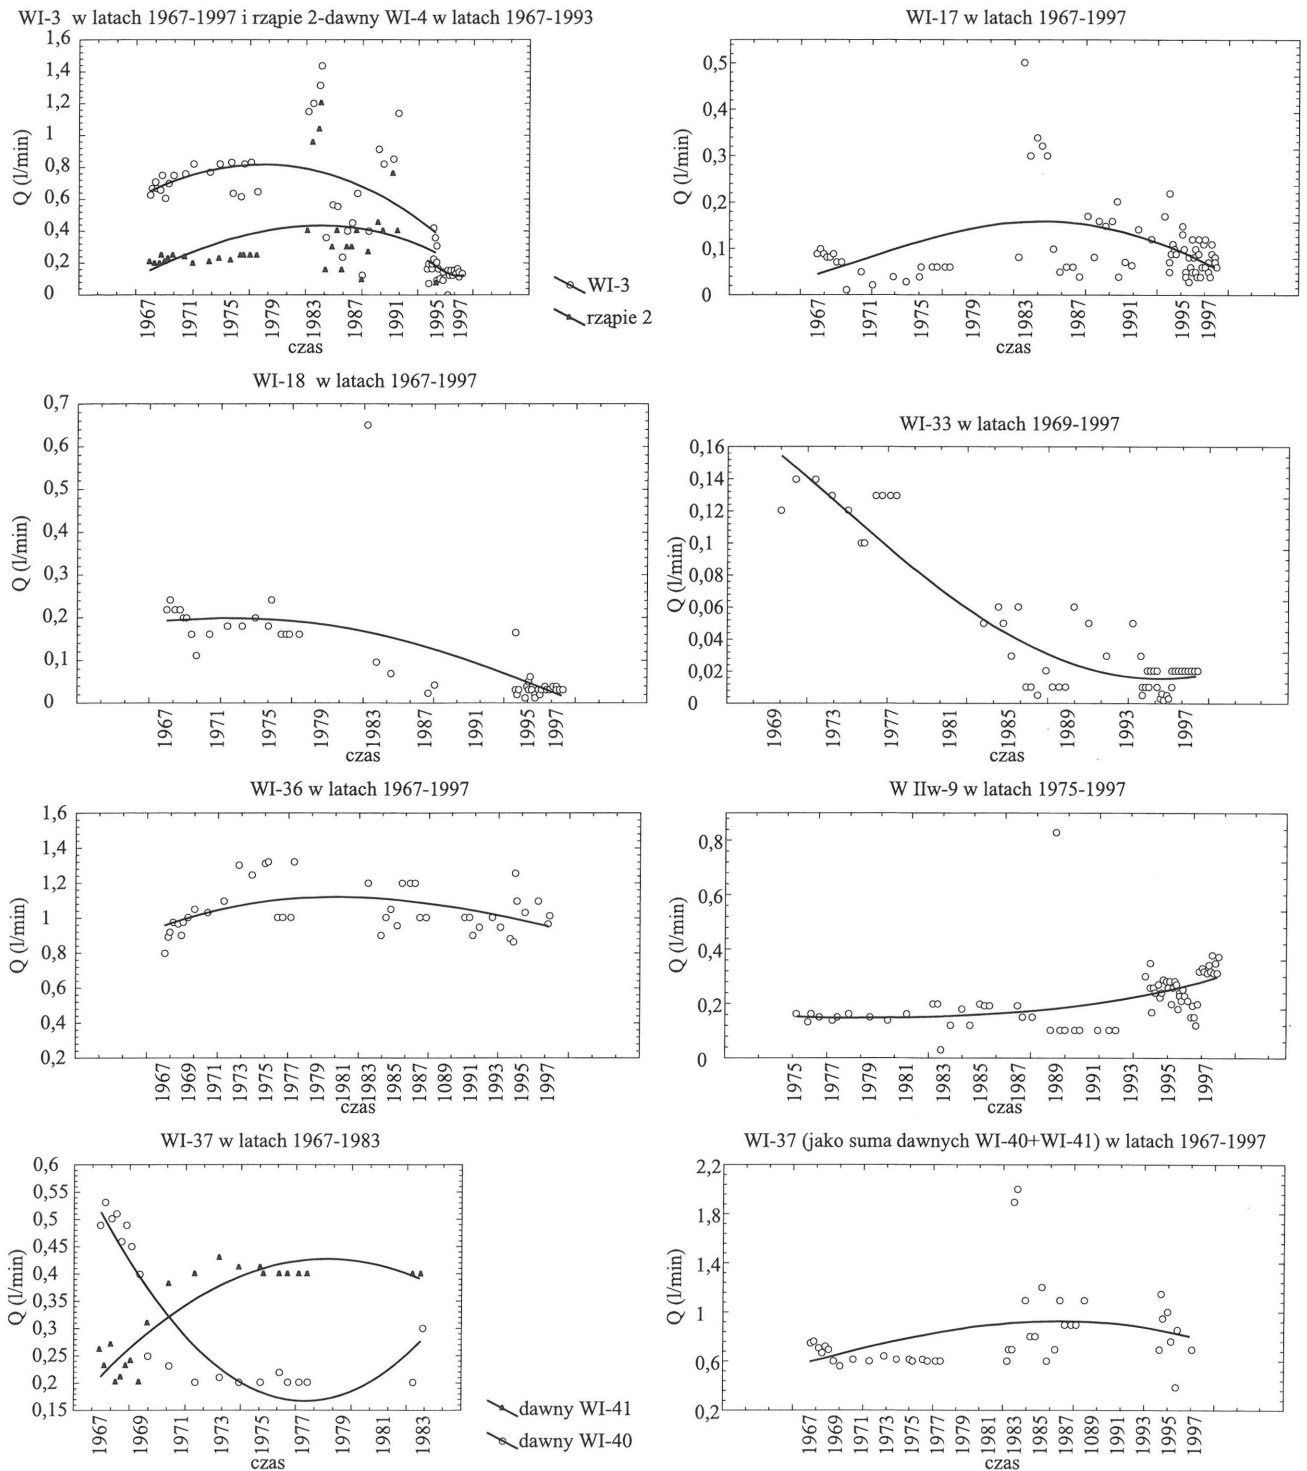 WI-3 w latach 1967-1997 i rząpie 2-dawny WI-4 w latach 1967-1993
Q (l/min)
1,6
1,4
1,2
1
0,8
0,6
0,4
0,2
0
1967 1971 1975 1979 1983 1987 1991 1995 1997
czas
WI-3
rząpie 2
WI-17 w latach 1967-1997
Q (l/min)
0,5
0,4
0,3
0,2
0,1
0
1967 1971 1975 1979 1983 1987 1991 1995 1997
czas
WI-18 w latach 1967-1997
Q (l/min)
0,7
0,6
0,5
0,4
0,3
0,2
0,1
0
1967 1971 1975 1979 1983 1987 1991 1995 1997
czas
WI-33 w latach 1969-1997
Q (l/min)
0,16
0,14
0,12
0,1
0,08
0,06
0,04
0,02
0
1969 1973 1977 1981 1985 1989 1993 1997
czas
WI-36 w latach 1967-1997
Q (l/min)
1,6
1,4
1,2
1
0,8
0,6
0,4
0,2
1967 1969 1971 1973 1975 1977 1979 1981 1983 1985 1987 1089 1991 1993 1995 1997
czas
W IIw-9 w latach 1975-1997
Q (l/min)
0,8
0,6
0,4
0,2
0
1975 1977 1979 1981 1983 1985 1987 1989 1991 1993 1995 1997
czas
WI-37 w latach 1967-1983
Q (l/min)
0,6
0,55
0,5
0,45
0,4
0,35
0,3
0,25
0,2
0,15
1967 1969 1971 1973 1975 1977 1979 1981 1983
czas
dawny WI-41
dawny WI-40
WI-37 (jako suma dawnych WI-40+WI-41) w latach 1967-1997
Q (l/min)
2,2
1,8
1,4
1
0,6
0,2
1967 1969 1971 1973 1975 1977 1979 1981 1983 1985 1987 1089 1991 1993 1995 1997
czas